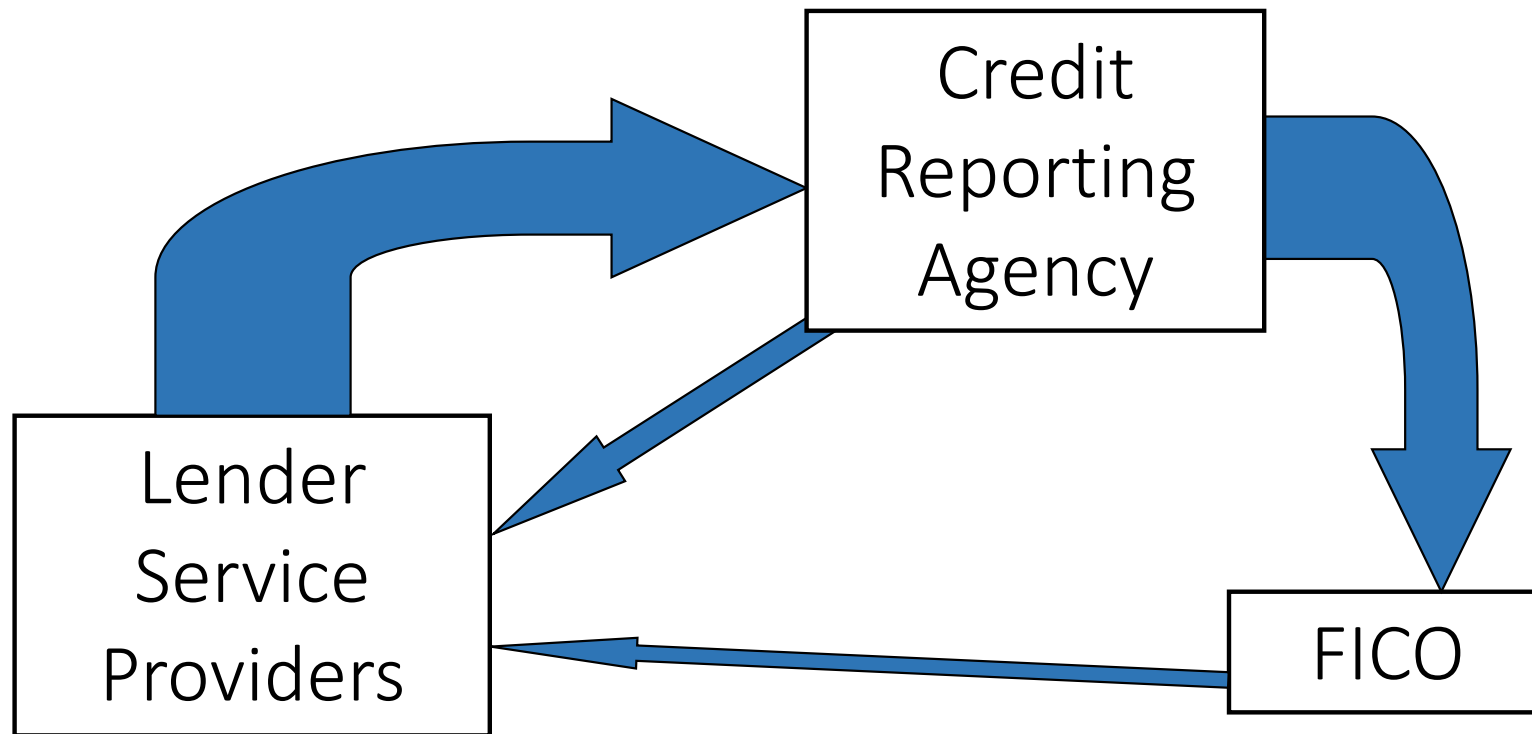 Credit
Reporting
Agency
Lender
Service
Providers
FICO